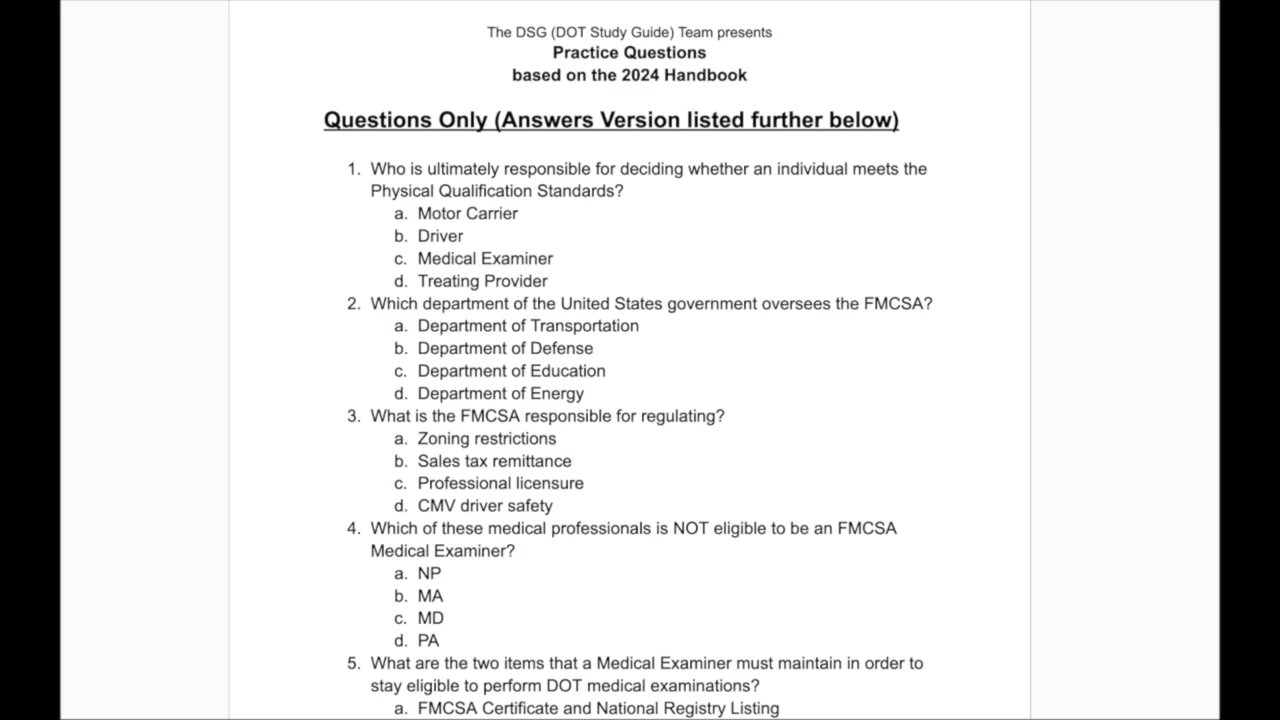 The DSG (DOT Study Guide) Team presents
Practice Questions
based on the 2024 Handbook
Questions Only (Answers Version listed further below)
1. Who is ultimately responsible for deciding whether an individual meets the
Physical Qualification Standards?
a. Motor Carrier
b. Driver
c. Medical Examiner
d. Treating Provider
2. Which department of the United States government oversees the FMCSA?
a. Department of Transportation
b. Department of Defense
c. Department of Education
d. Department of Energy
3. What is the FMCSA responsible for regulating?
a. Zoning restrictions
b. Sales tax remittance
c. Professional licensure
d. CMV driver safety
4. Which of these medical professionals is NOT eligible to be an FMCSA
Medical Examiner?
a. NP
b. MA
c. MD
d. PA
5. What are the two items that a Medical Examiner must maintain in order to
stay eligible to perform DOT medical examinations?
a. FMCSA Certificate and National Registry Listing